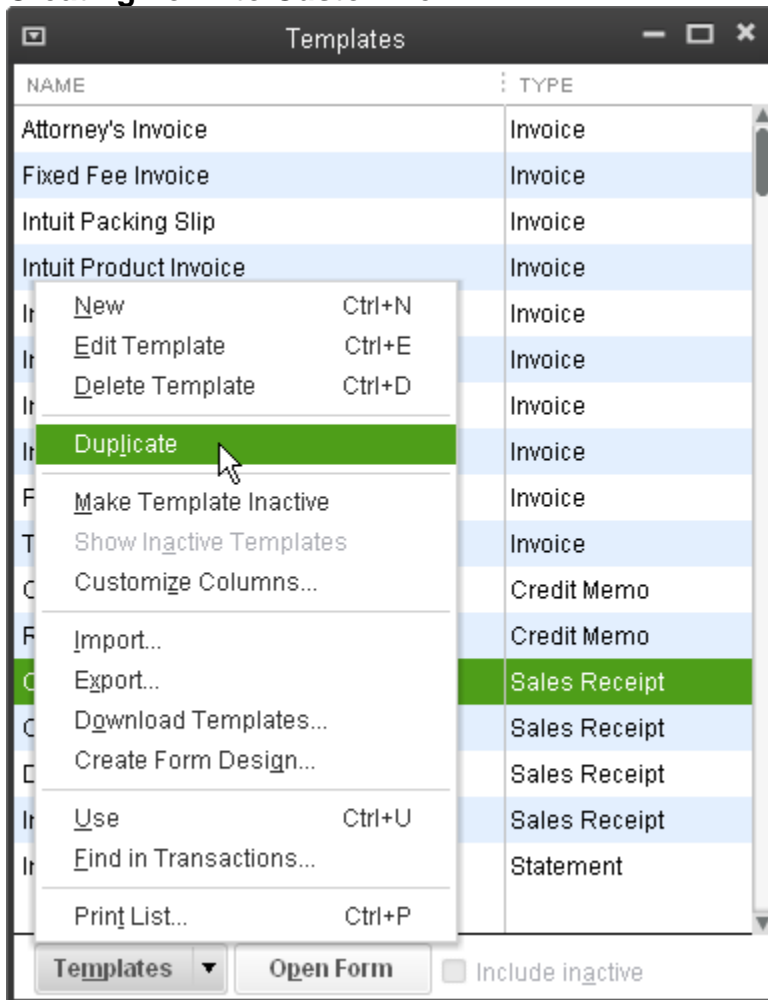 Templates
NAME TYPE
Attorney's Invoice Invoice
Fixed Fee Invoice Invoice
Intuit Packing Slip Invoice
Intuit Product Invoice Invoice
New Ctrl+N Invoice
Edit Template Ctrl+E Invoice
Delete Template Ctrl+D Invoice
Duplicate Invoice
Make Template Inactive Invoice
Show Inactive Templates Invoice
Customize Columns... Credit Memo
Import... Credit Memo
Export... Sales Receipt
Download Templates... Sales Receipt
Create Form Design... Sales Receipt
Use Ctrl+U Sales Receipt
Find in Transactions... Statement
Print List... Ctrl+P
Templates Open Form Include inactive